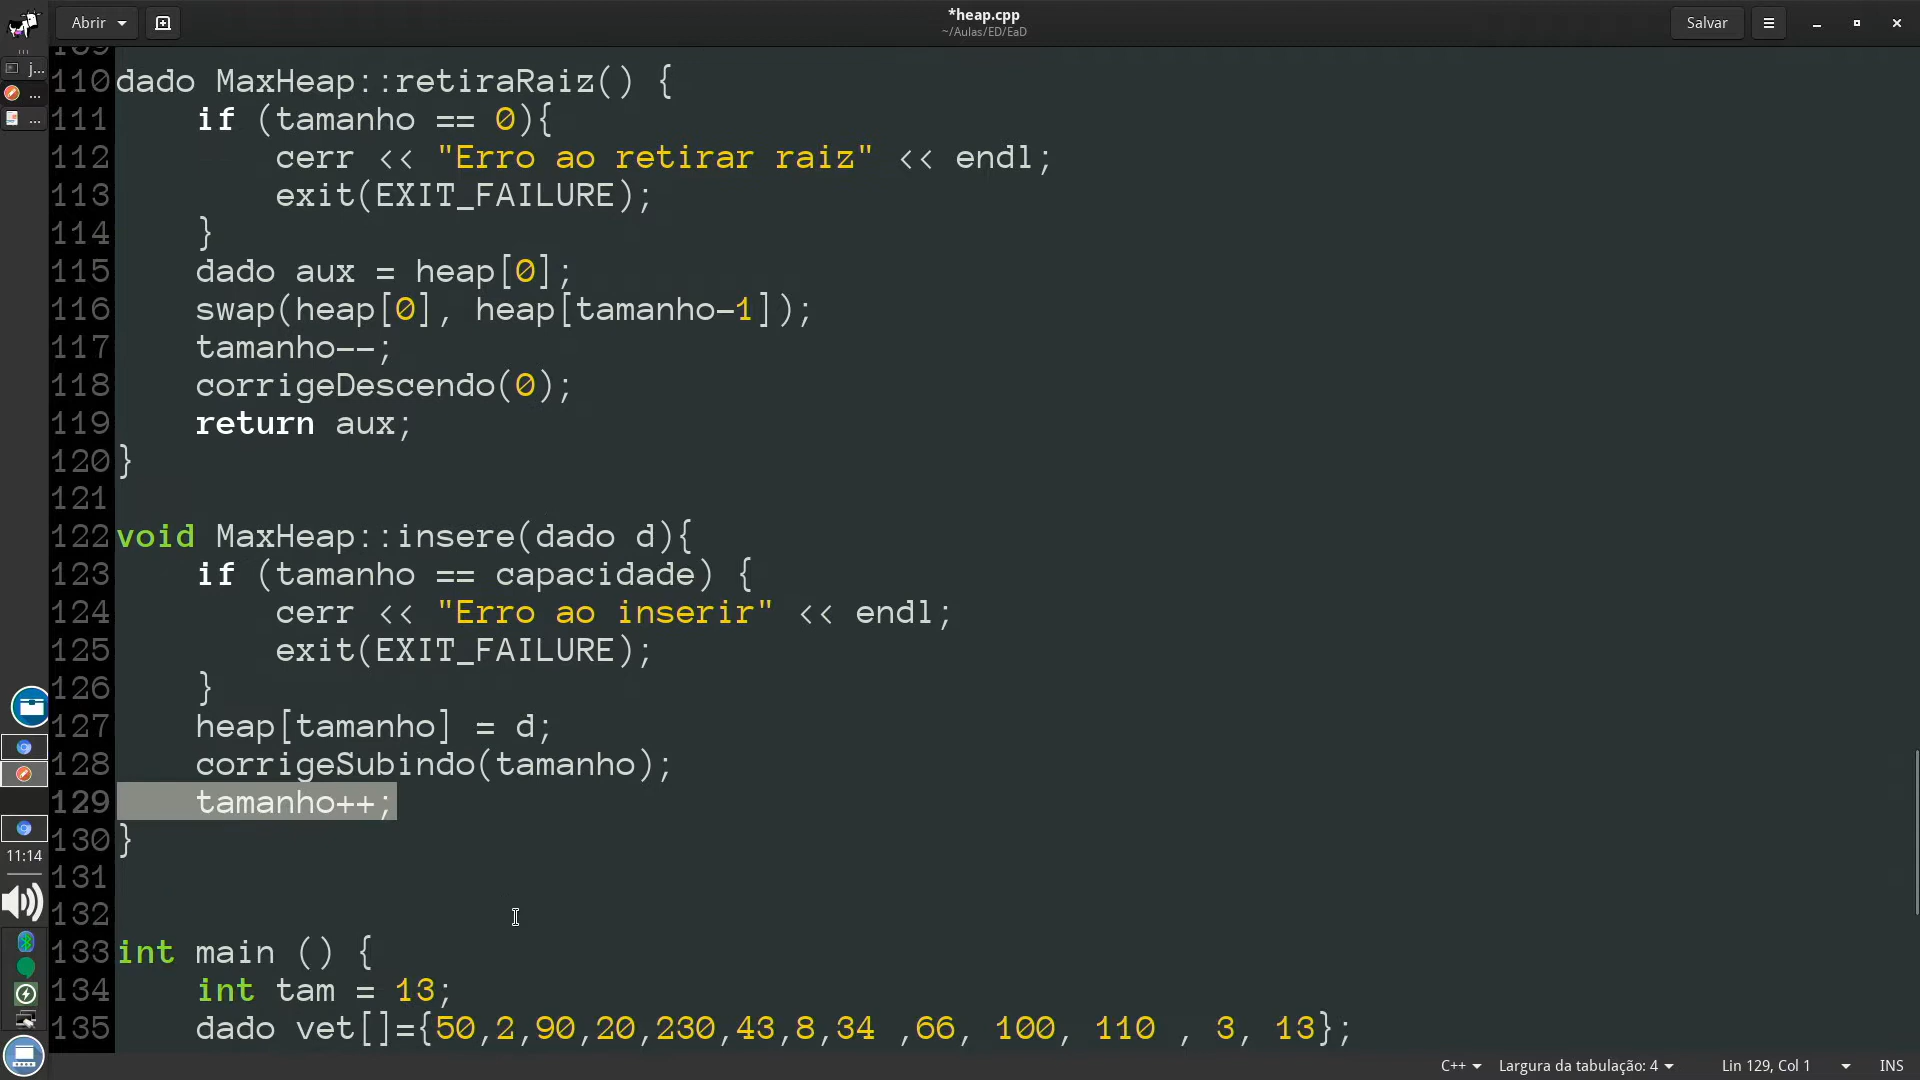 Abrir
*heap.cpp
~/Aulas/ED/EaD
Salvar
j...
...
...
109
110 dado MaxHeap::retiraRaiz() {
111     if (tamanho == 0){
112         cerr << "Erro ao retirar raiz" << endl;
113         exit(EXIT_FAILURE);
114     }
115     dado aux = heap[0];
116     swap(heap[0], heap[tamanho-1]);
117     tamanho--;
118     corrigeDescendo(0);
119     return aux;
120 }
121
122 void MaxHeap::insere(dado d){
123     if (tamanho == capacidade) {
124         cerr << "Erro ao inserir" << endl;
125         exit(EXIT_FAILURE);
126     }
127     heap[tamanho] = d;
128     corrigeSubindo(tamanho);
129     tamanho++;
130 }
131
132
133 int main () {
134     int tam = 13;
135     dado vet[]={50,2,90,20,230,43,8,34 ,66, 100, 110 , 3, 13};
11:14
C++ Largura da tabulação: 4 Lin 129, Col 1 INS